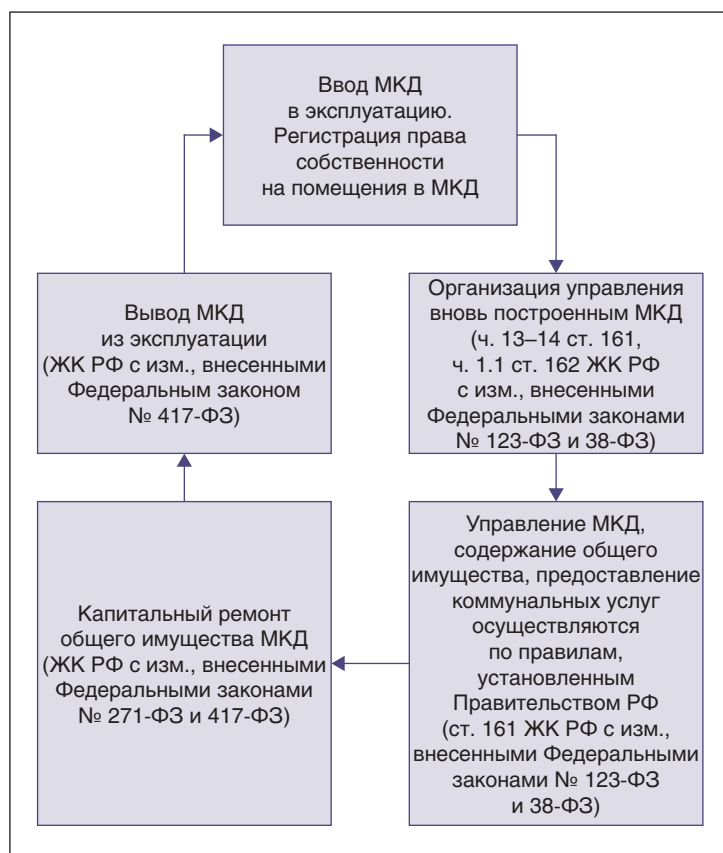 Ввод МКД
в эксплуатацию.
Регистрация права
собственности
на помещения в МКД
Организация управления
вновь построенным МКД
(ч. 13–14 ст. 161,
ч. 1.1 ст. 162 ЖК РФ
с изм., внесенными
Федеральными законами
№ 123-ФЗ и 38-ФЗ)
Управление МКД,
содержание общего
имущества, предоставление
коммунальных услуг
осуществляются
по правилам,
установленным
Правительством РФ
(ст. 161 ЖК РФ с изм.,
внесенными Федеральными
законами № 123-ФЗ
и 38-ФЗ)
Капитальный ремонт
общего имущества МКД
(ЖК РФ с изм., внесенными
Федеральными законами
№ 271-ФЗ и 417-ФЗ)
Вывод МКД
из эксплуатации
(ЖК РФ с изм., внесенными
Федеральным законом
№ 417-ФЗ)